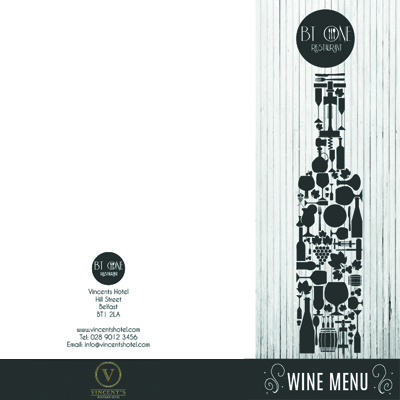 BT ONE
RESTAURANT
BT ONE
RESTAURANT
Vincents Hotel
Hill Street
Belfast
BT1 2LA
www.vincentshotel.com
Tel: 028 9012 3456
Email: info@vincentshotel.com
V
VINCENT'S
WINE MENU